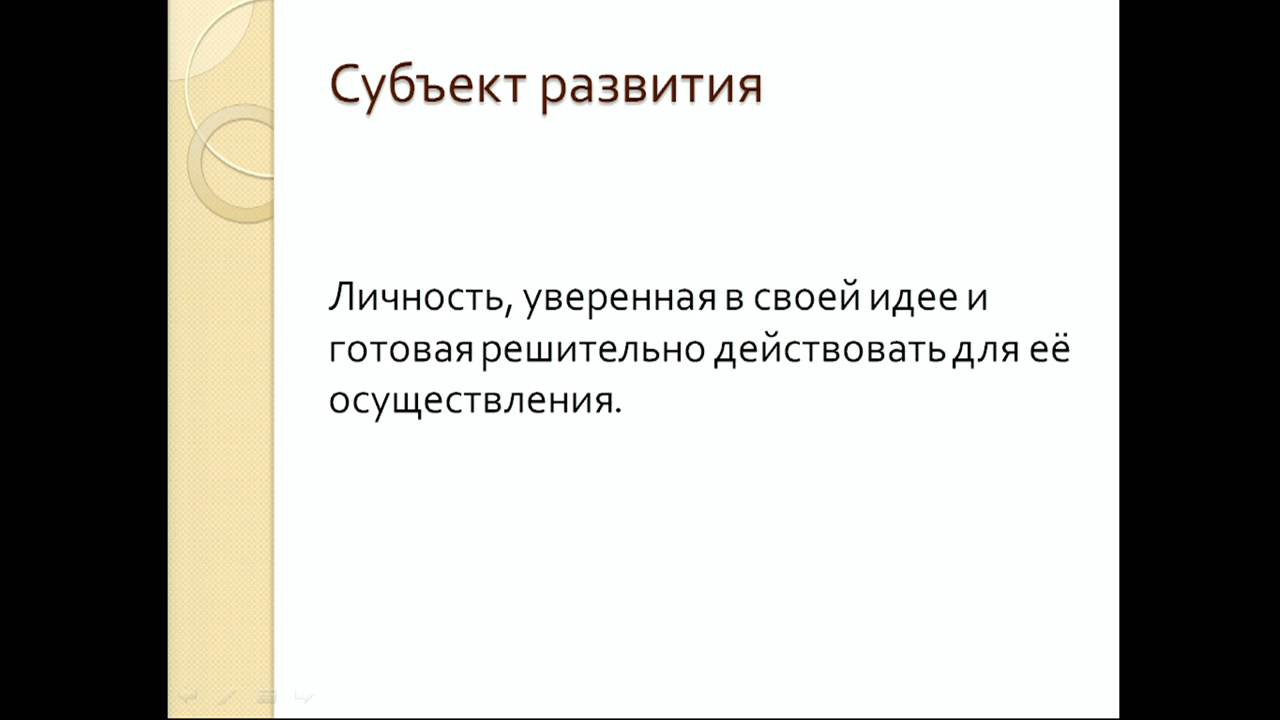 Субъект развития
Личность, уверенная в своей идее и
готовая решительно действовать для её
осуществления.